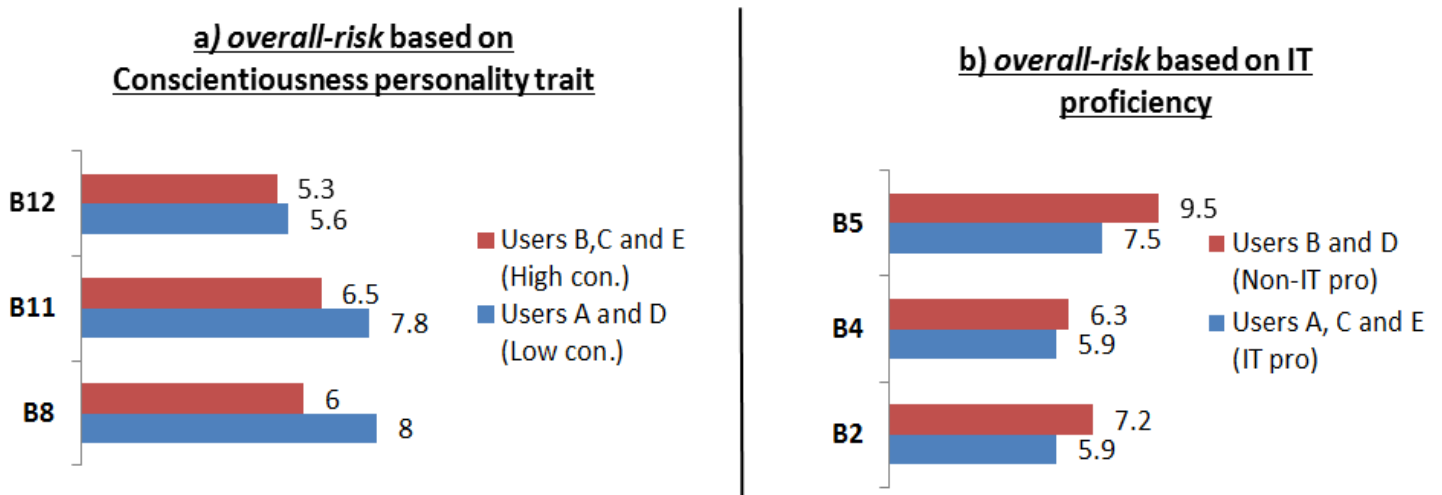 a) overall-risk based on
Conscientiousness personality trait
B12
5.3
5.6
B11
6.5
7.8
B8
6
8
Users B,C and E
(High con.)
Users A and D
(Low con.)
b) overall-risk based on IT
proficiency
B5
9.5
7.5
B4
6.3
5.9
B2
7.2
5.9
Users B and D
(Non-IT pro)
Users A, C and E
(IT pro)